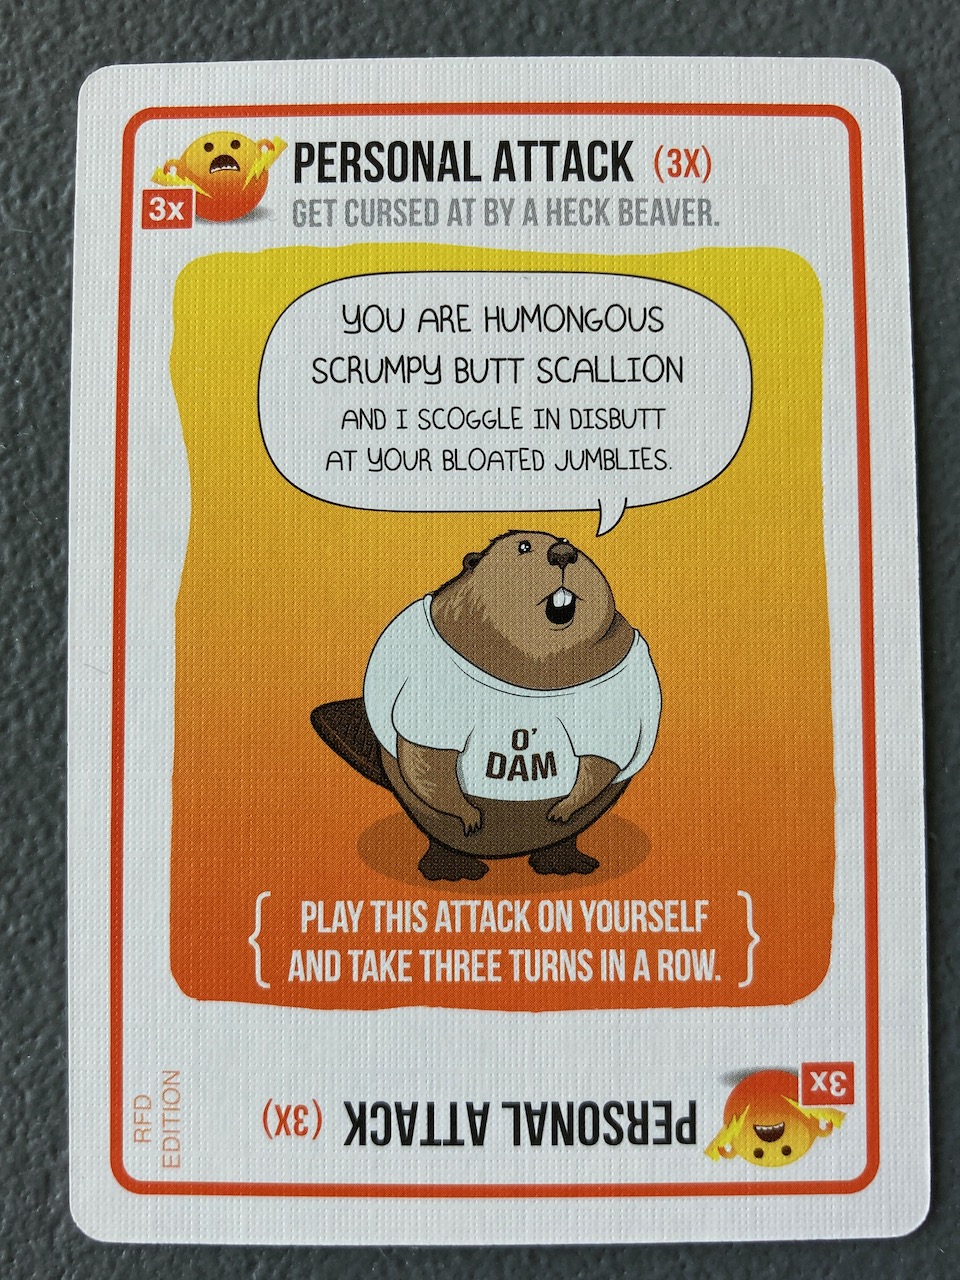 PERSONAL ATTACK (3X)
3x
GET CURSED AT BY A HECK BEAVER.
YOU ARE HUMONGOUS
SCRUMPY BUTT SCALLION
AND I SCOGGLE IN DISBUTT
AT YOUR BLOATED JUMBLIES.
O'
DAM
{ PLAY THIS ATTACK ON YOURSELF
AND TAKE THREE TURNS IN A ROW. }
RFD
EDITION
3x
PERSONAL ATTACK (3X)